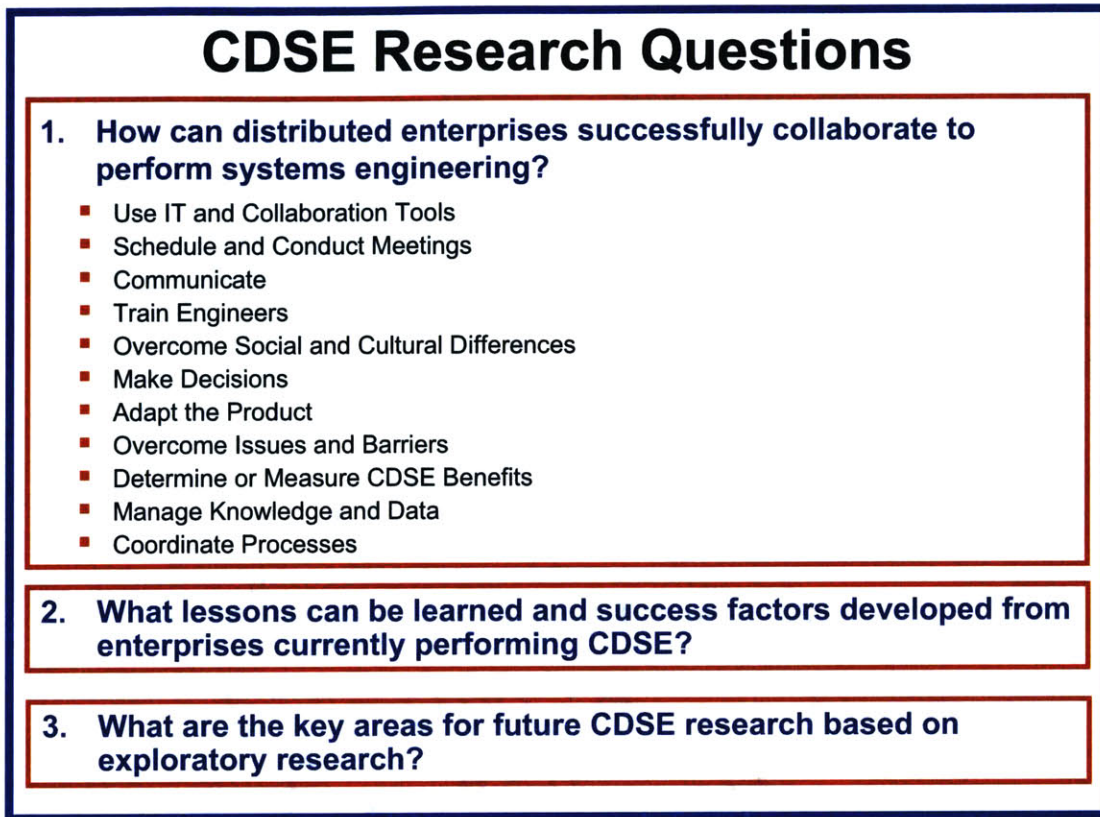 CDSE Research Questions
1. How can distributed enterprises successfully collaborate to
perform systems engineering?
▪ Use IT and Collaboration Tools
▪ Schedule and Conduct Meetings
▪ Communicate
▪ Train Engineers
▪ Overcome Social and Cultural Differences
▪ Make Decisions
▪ Adapt the Product
▪ Overcome Issues and Barriers
▪ Determine or Measure CDSE Benefits
▪ Manage Knowledge and Data
▪ Coordinate Processes
2. What lessons can be learned and success factors developed from
enterprises currently performing CDSE?
3. What are the key areas for future CDSE research based on
exploratory research?